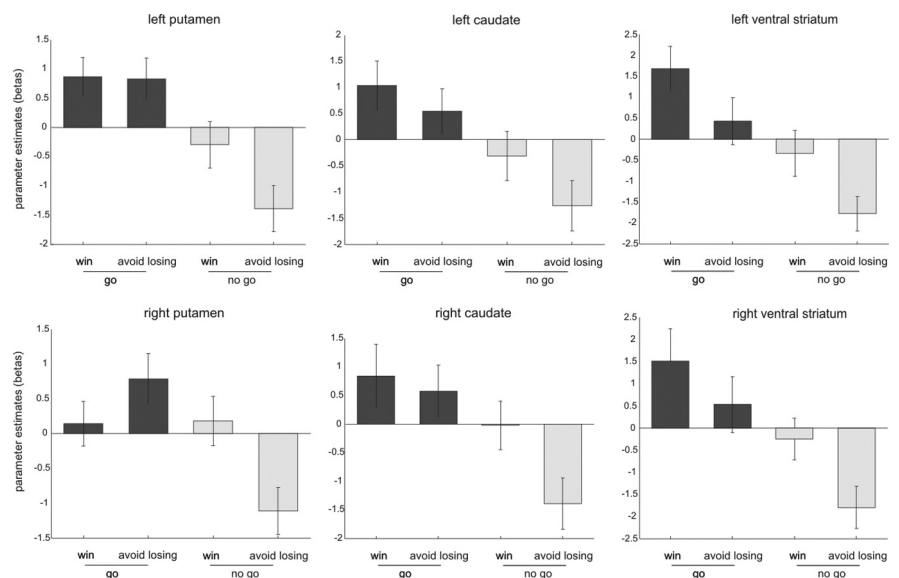 left putamen
left caudate
left ventral striatum
parameter estimates (betas)
1.5
1
0.5
0
-0.5
-1
-1.5
-2
2
1.5
1
0.5
0
-0.5
-1
-1.5
-2
2.5
2
1.5
1
0.5
0
-0.5
-1
-1.5
-2
-2.5
win avoid losing win avoid losing
go no go
win avoid losing win avoid losing
go no go
win avoid losing win avoid losing
go no go
right putamen
right caudate
right ventral striatum
parameter estimates (betas)
1.5
1
0.5
0
-0.5
-1
-1.5
1.5
1
0.5
0
-0.5
-1
-1.5
-2
2.5
2
1.5
1
0.5
0
-0.5
-1
-1.5
-2
-2.5
win avoid losing win avoid losing
go no go
win avoid losing win avoid losing
go no go
win avoid losing win avoid losing
go no go